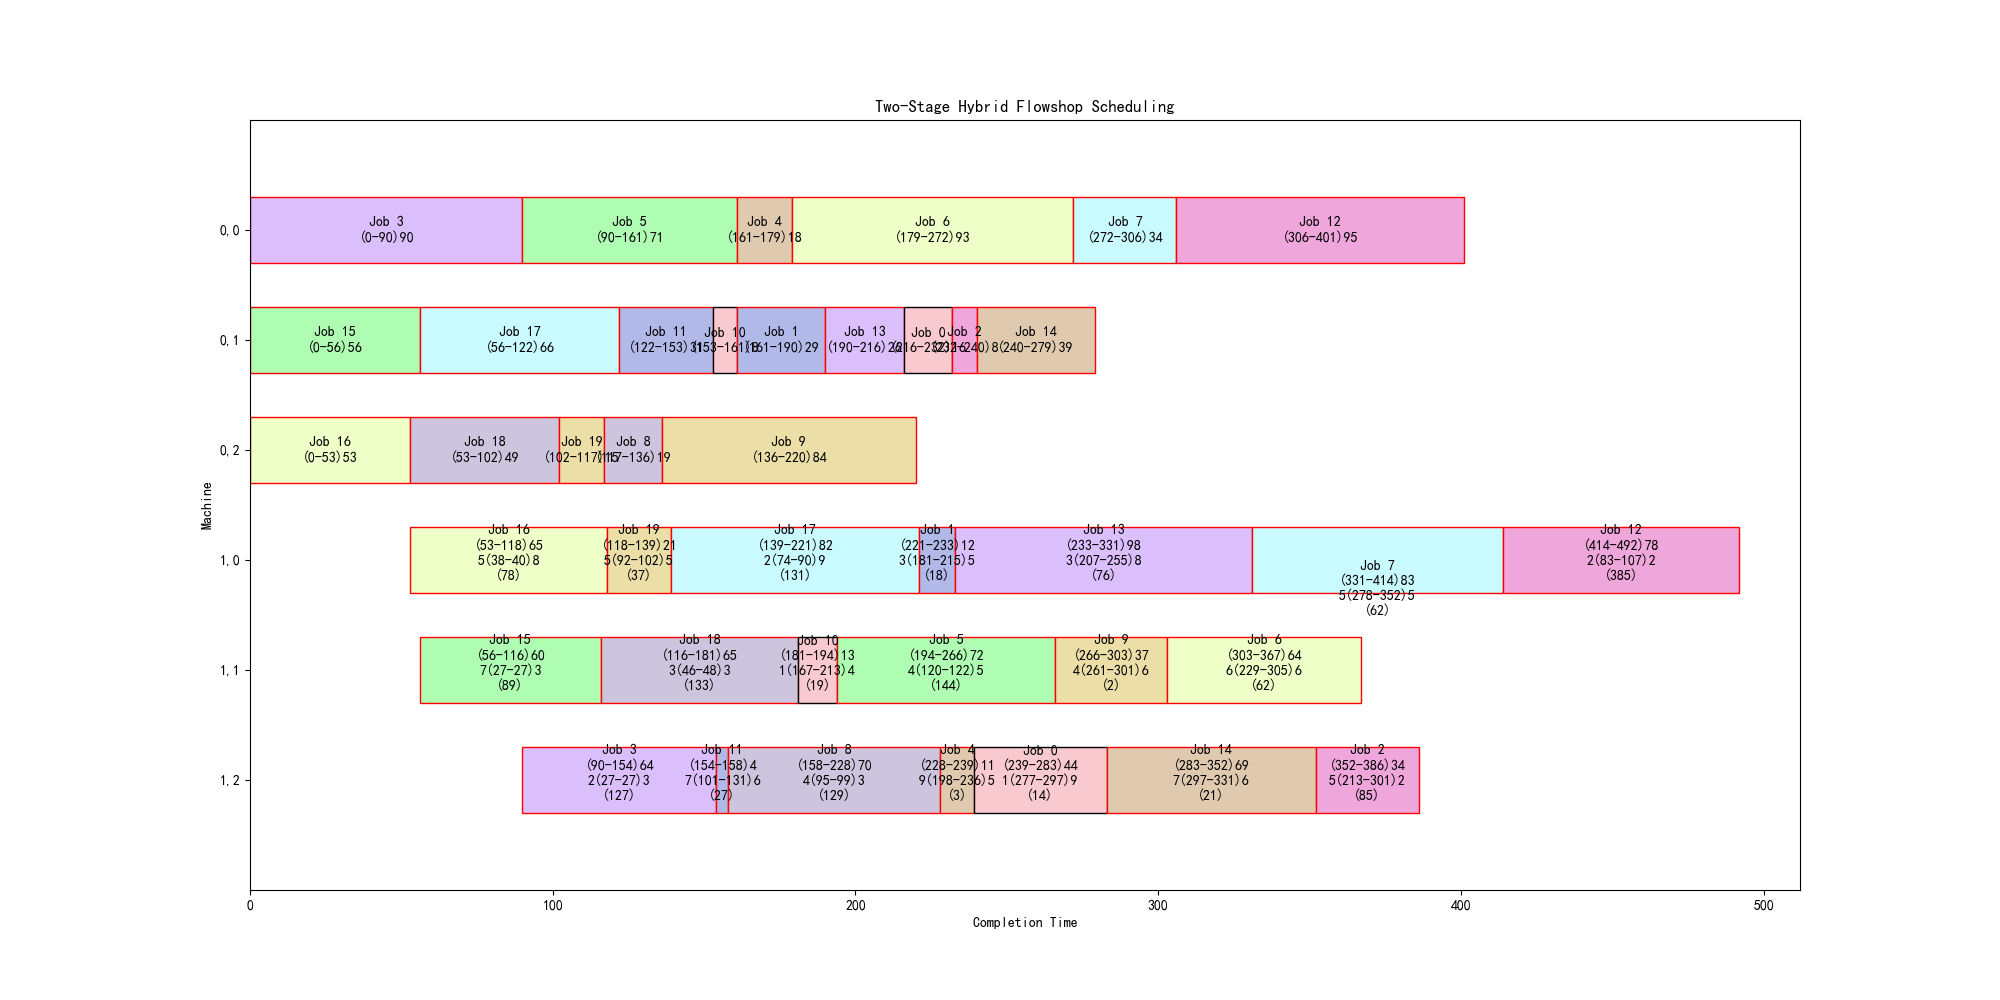 Two-Stage Hybrid Flowshop Scheduling
0,0
Job 3
(0-90)90
Job 5
(90-161)71
Job 4
(161-179)18
Job 6
(179-272)93
Job 7
(272-306)34
Job 12
(306-401)95
0,1
Job 15
(0-56)56
Job 17
(56-122)66
Job 11
(122-153)31
Job 10
(153-161)8
Job 1
(161-190)29
Job 13
(190-216)26
Job 0
(216-232)16
Job 2
(232-240)8
Job 14
(240-279)39
0,2
Job 16
(0-53)53
Job 18
(53-102)49
Job 19
(102-117)15
Job 8
(117-136)19
Job 9
(136-220)84
Machine
1,0
Job 16
(53-118)65
5(38-40)8
(78)
Job 19
(118-139)21
5(92-102)5
(37)
Job 17
(139-221)82
2(74-90)9
(131)
Job 1
(221-233)12
3(181-215)5
(18)
Job 13
(233-331)98
3(207-255)8
(76)
Job 7
(331-414)83
5(278-352)5
(62)
Job 12
(414-492)78
2(83-107)2
(385)
1,1
Job 15
(56-116)60
7(27-27)3
(89)
Job 18
(116-181)65
3(46-48)3
(133)
Job 10
(181-194)13
1(167-213)4
(19)
Job 5
(194-266)72
4(120-122)5
(144)
Job 9
(266-303)37
4(261-301)6
(2)
Job 6
(303-367)64
6(229-305)6
(62)
1,2
Job 3
(90-154)64
2(27-27)3
(127)
Job 11
(154-158)4
7(101-131)6
(27)
Job 8
(158-228)70
4(95-99)3
(129)
Job 4
(228-239)11
9(198-236)5
(3)
Job 0
(239-283)44
1(277-297)9
(14)
Job 14
(283-352)69
7(297-331)6
(21)
Job 2
(352-386)34
5(213-301)2
(85)
0
100
200
300
400
500
Completion Time